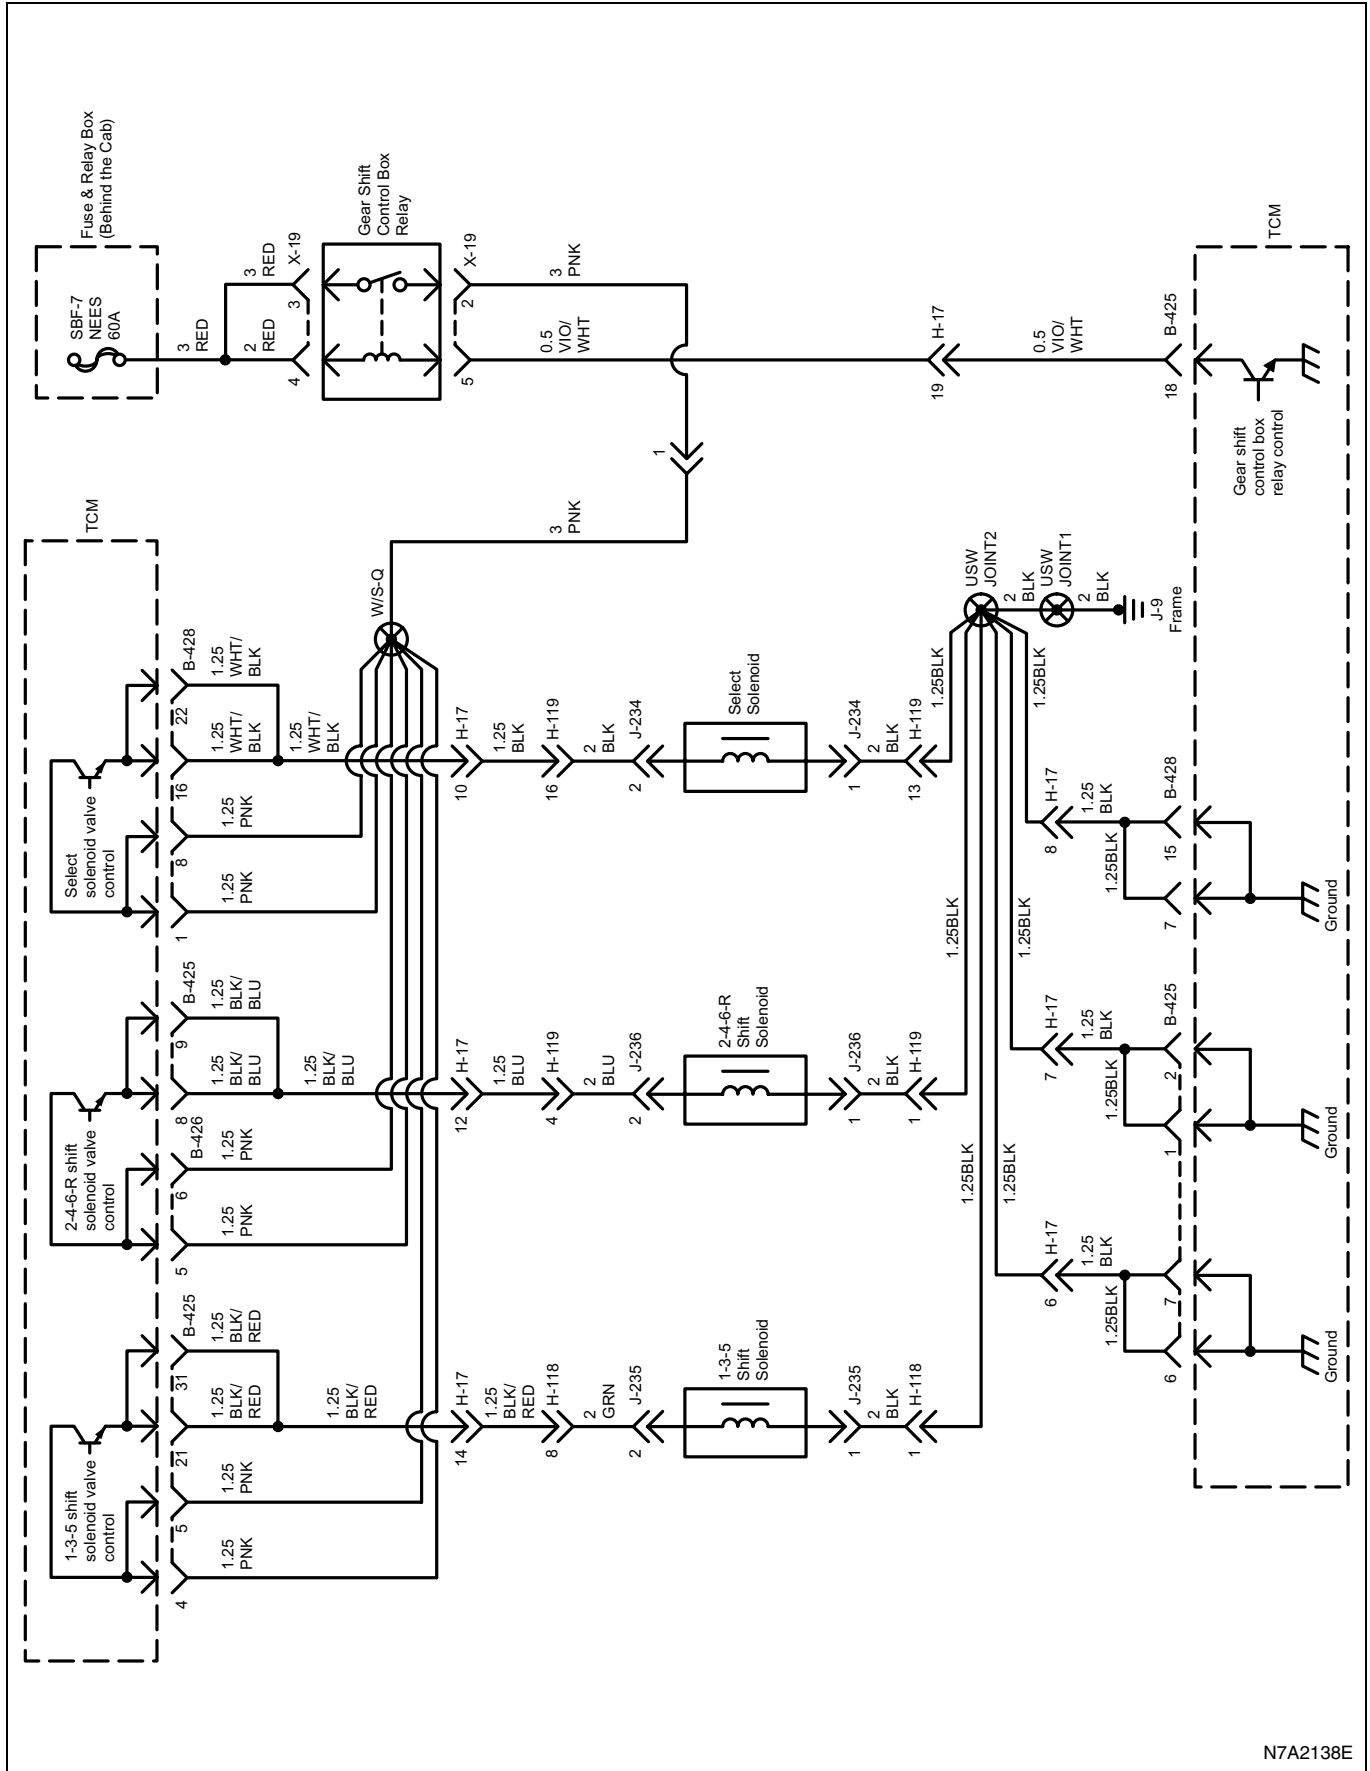 TCM
1-3-5 shift
solenoid valve
control
2-4-6-R shift
solenoid valve
control
Select
solenoid valve
control
4
5
21
31
B-425
5
6
B-426
8
9
B-425
1
8
16
22
B-428
1.25
PNK
1.25
PNK
1.25
BLK/
RED
1.25
BLK/
RED
1.25
PNK
1.25
PNK
1.25
BLK/
BLU
1.25
BLK/
BLU
1.25
PNK
1.25
PNK
1.25
WHT/
BLK
1.25
WHT/
BLK
1.25
BLK/
RED
1.25
BLK/
BLU
1.25
WHT/
BLK
W/S-Q
14
H-17
12
H-17
10
H-17
1.25
BLK/
RED
1.25
BLU
1.25
BLK
8
H-118
4
H-119
16
H-119
2
GRN
2
BLU
2
BLK
2
J-235
2
J-236
2
J-234
1-3-5
Shift
Solenoid
2-4-6-R
Shift
Solenoid
Select
Solenoid
1
J-235
1
J-236
1
J-234
2
BLK
2
BLK
2
BLK
1
H-118
1
H-119
13
H-119
1.25BLK
1.25BLK
1.25BLK
1.25BLK
1.25BLK
1.25BLK
USW
JOINT2
2
BLK
USW
JOINT1
2
BLK
J-9
Frame
6
H-17
7
H-17
8
H-17
1.25BLK
1.25
BLK
1.25BLK
1.25
BLK
1.25BLK
1.25
BLK
6
7
1
2
B-425
7
15
B-428
Ground
Ground
Ground
Fuse & Relay Box
(Behind the Cab)
SBF-7
NEES
60A
3
RED
2
RED
3
RED
4
3
X-19
Gear Shift
Control Box
Relay
5
2
X-19
0.5
VIO/
WHT
3
PNK
1
3
PNK
19
H-17
0.5
VIO/
WHT
18
B-425
Gear shift
control box
relay control
TCM
N7A2138E